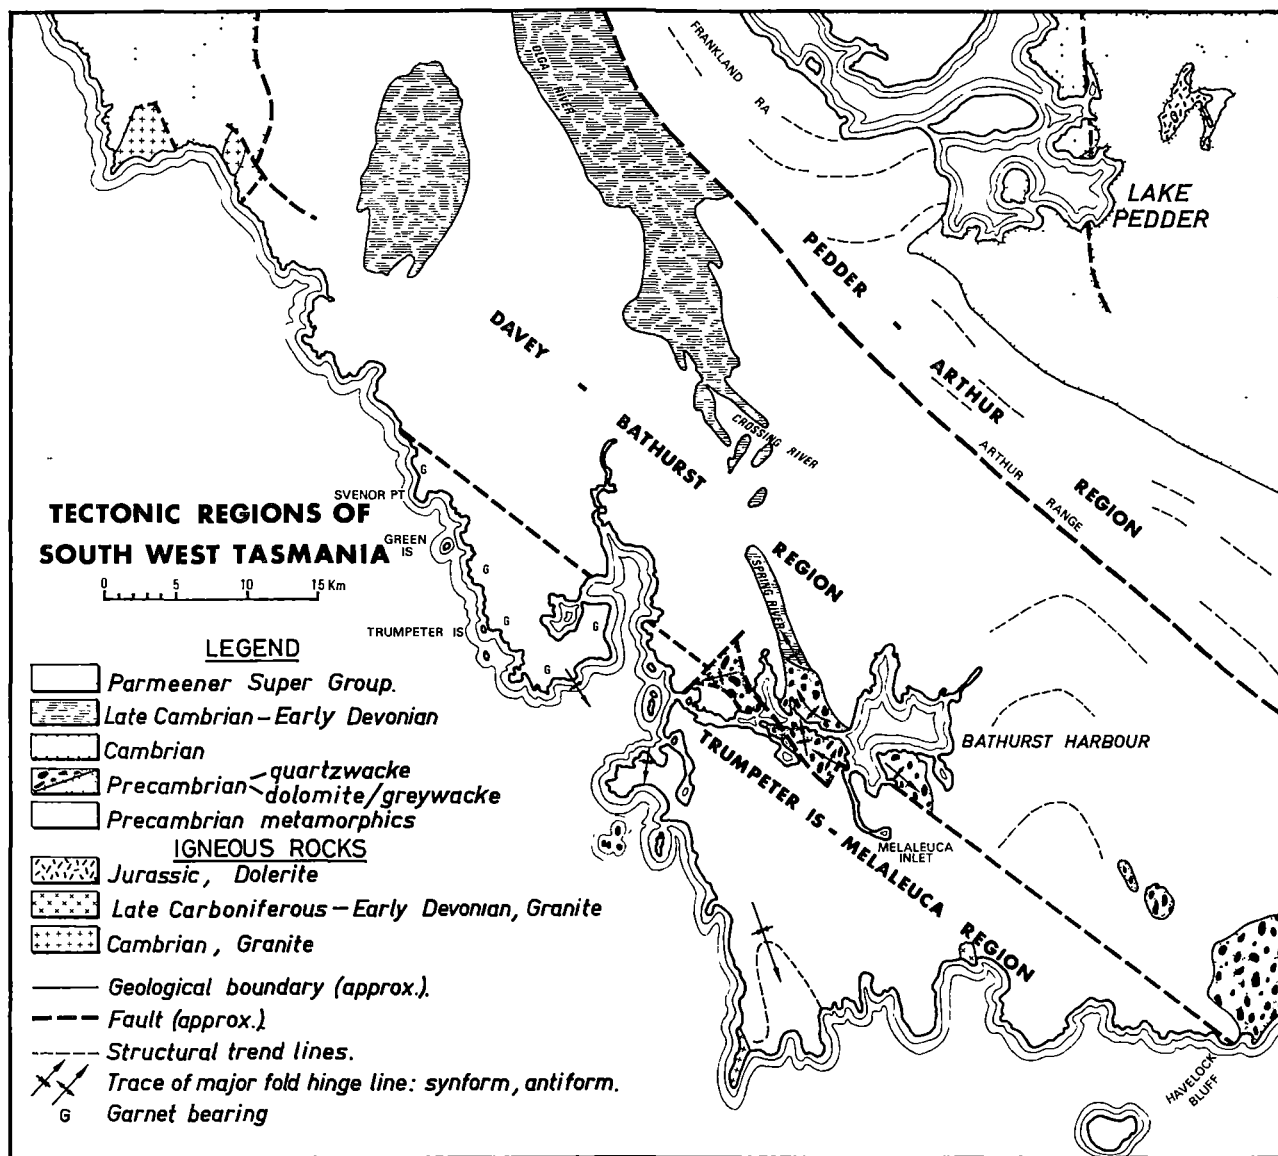 FRANKLAND
RA
OLGA RIVER
LAKE
PEDDER
PEDDER -
ARTHUR
REGION
ARTHUR
RANGE
DAVEY -
BATHURST
REGION
CROSSING RIVER
SPRING RIVER
SVENOR PT
GREEN
IS
TRUMPETER IS
G
G
G
G
G
TECTONIC REGIONS OF
SOUTH WEST TASMANIA
0 5 10 15 Km
BATHURST HARBOUR
TRUMPETER IS - MELALEUCA REGION
MELALEUCA
INLET
HAVELOCK
BLUFF
LEGEND
Parmeener Super Group.
Late Cambrian - Early Devonian
Cambrian
Precambrian quartzwacke
dolomite/greywacke
Precambrian metamorphics
IGNEOUS ROCKS
Jurassic, Dolerite
Late Carboniferous - Early Devonian, Granite
Cambrian, Granite
Geological boundary (approx.).
Fault (approx.)
Structural trend lines.
Trace of major fold hinge line: synform, antiform.
G Garnet bearing